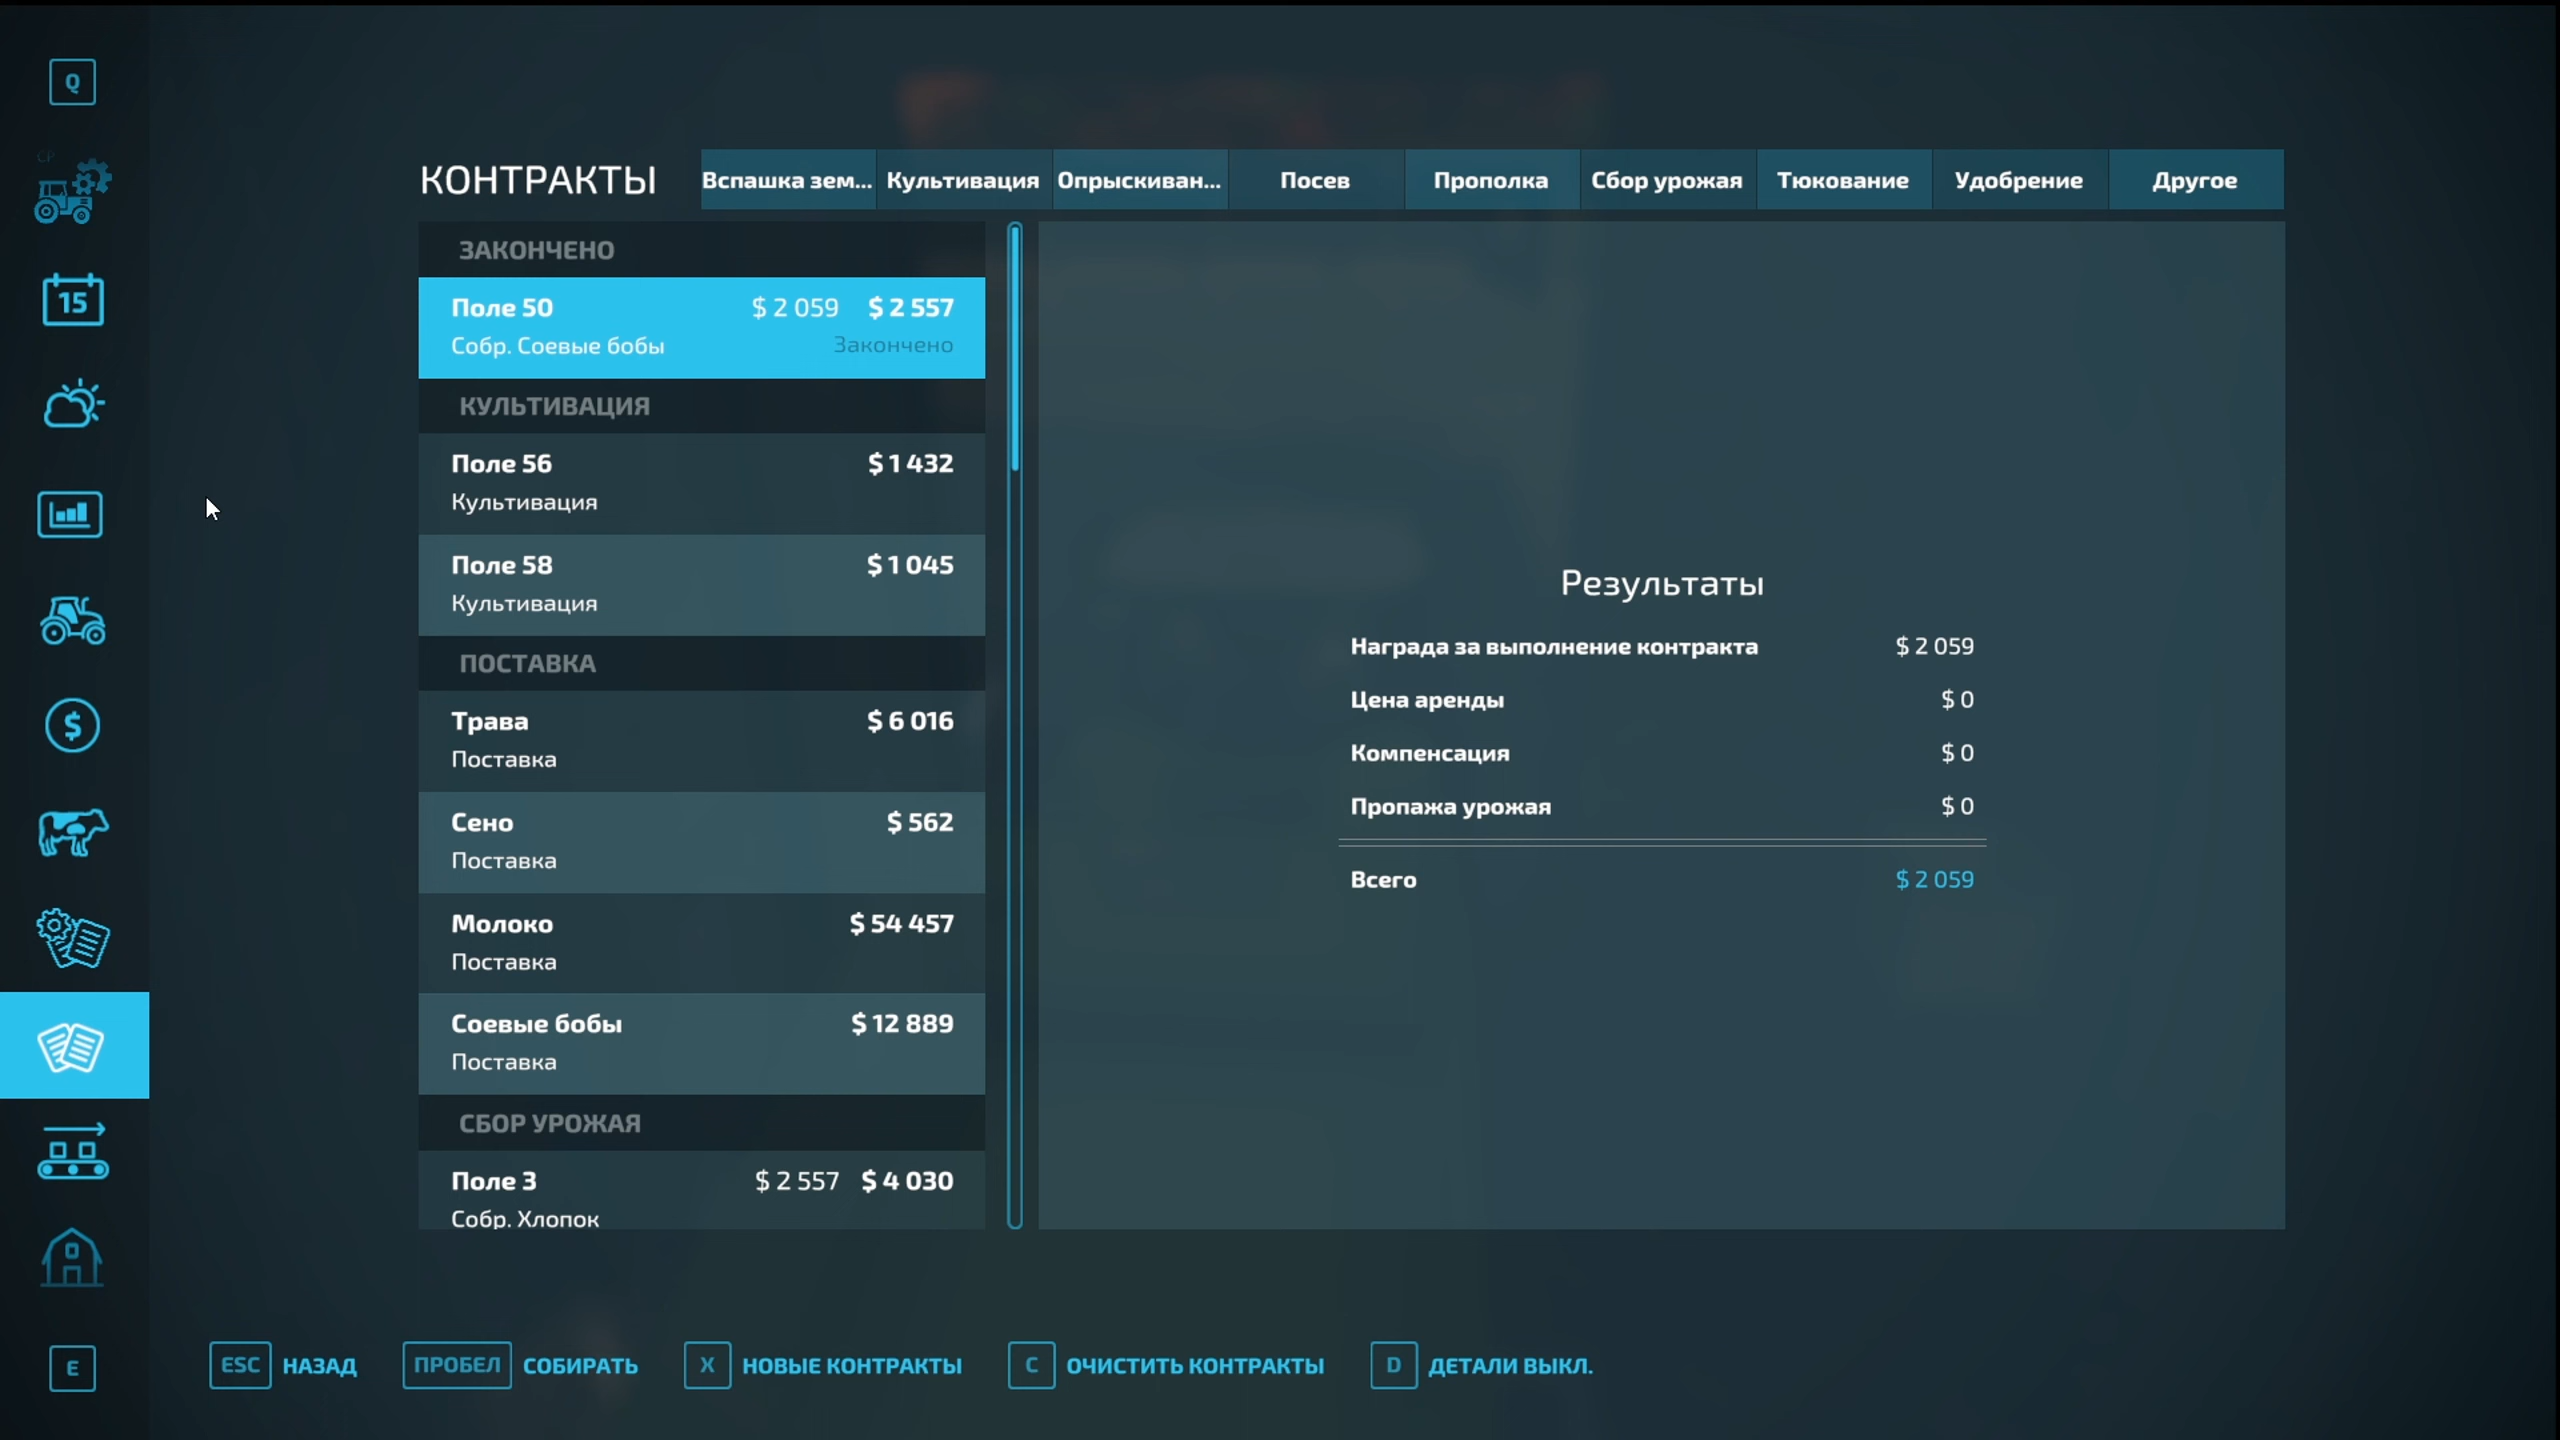 Q
CP
15
$
E
КОНТРАКТЫ
Вспашка зем...
Культивация
Опрыскиван...
Посев
Прополка
Сбор урожая
Тюкование
Удобрение
Другое
ЗАКОНЧЕНО
Поле 50 $ 2 059 $ 2 557
Собр. Соевые бобы Закончено
КУЛЬТИВАЦИЯ
Поле 56 $ 1 432
Культивация
Поле 58 $ 1 045
Культивация
ПОСТАВКА
Трава $ 6 016
Поставка
Сено $ 562
Поставка
Молоко $ 54 457
Поставка
Соевые бобы $ 12 889
Поставка
СБОР УРОЖАЯ
Поле 3 $ 2 557 $ 4 030
Собр. Хлопок
Результаты
Награда за выполнение контракта $ 2 059
Цена аренды $ 0
Компенсация $ 0
Пропажа урожая $ 0
Всего $ 2 059
ESC НАЗАД
ПРОБЕЛ СОБИРАТЬ
X НОВЫЕ КОНТРАКТЫ
C ОЧИСТИТЬ КОНТРАКТЫ
D ДЕТАЛИ ВЫКЛ.